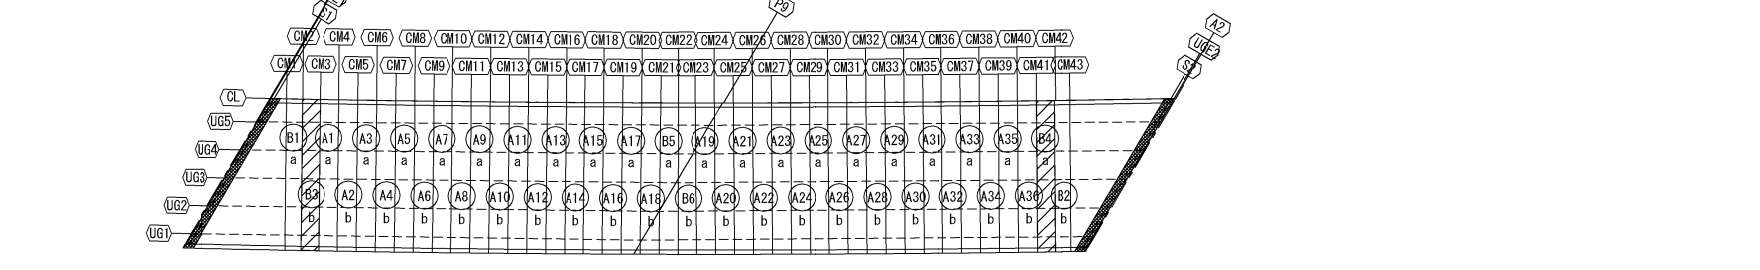 P9
C1
A2
CM2 CM4 CM6 CM8 CM10 CM12 CM14 CM16 CM18 CM20 CM22 CM24 CM26 CM28 CM30 CM32 CM34 CM36 CM38 CM40 CM42
UGE2
CM1 CM3 CM5 CM7 CM9 CM11 CM13 CM15 CM17 CM19 CM21 CM23 CM25 CM27 CM29 CM31 CM33 CM35 CM37 CM39 CM41 CM43
CL
UG5
B1 A1 A3 A5 A7 A9 A11 A13 A15 A17 B5 A19 A21 A23 A25 A27 A29 A31 A33 A35 B4
UG4
a a a a a a a a a a a a a a a a a a a a a
UG3
B3 A2 A4 A6 A8 A10 A12 A14 A16 A18 B6 A20 A22 A24 A26 A28 A30 A32 A34 A36 B2
UG2
b b b b b b b b b b b b b b b b b b b b b
UG1